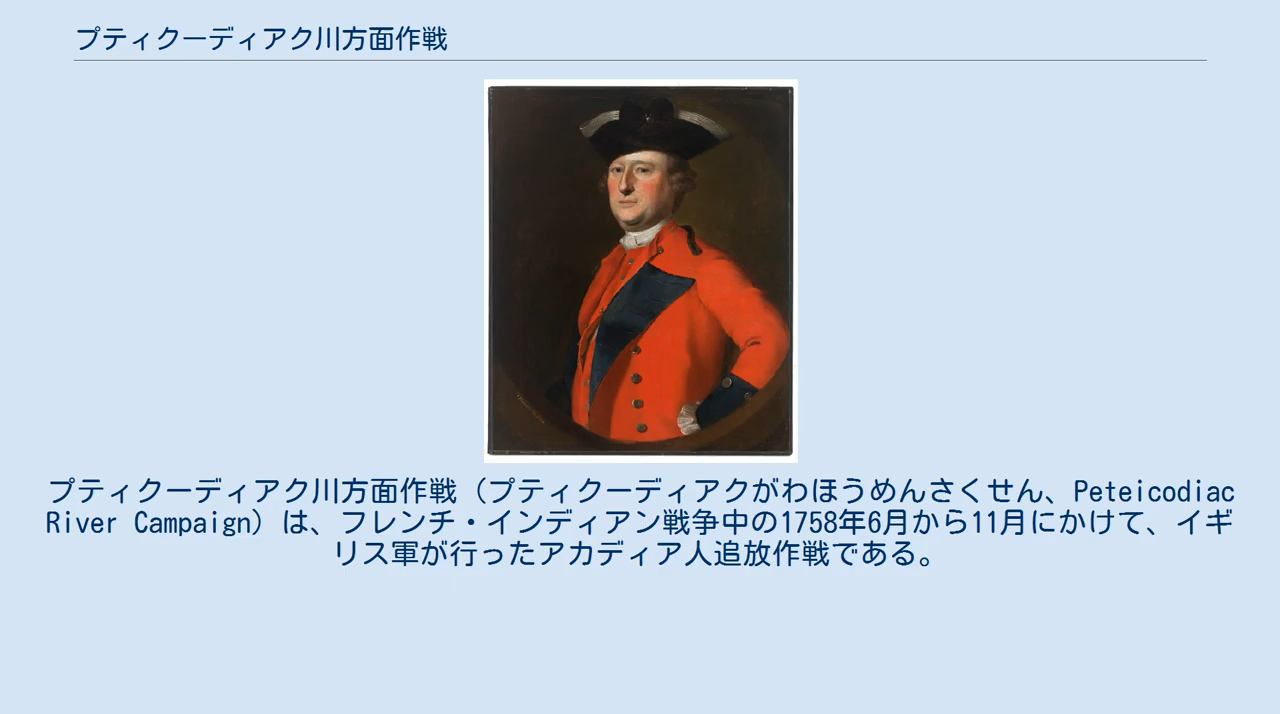 プティクーディアク川方面作戦
プティクーディアク川方面作戦（プティクーディアクがわほうめんさくせん、Peteicodiac
River Campaign）は、フレンチ・インディアン戦争中の1758年6月から11月にかけて、イギ
リス軍が行ったアカディア人追放作戦である。